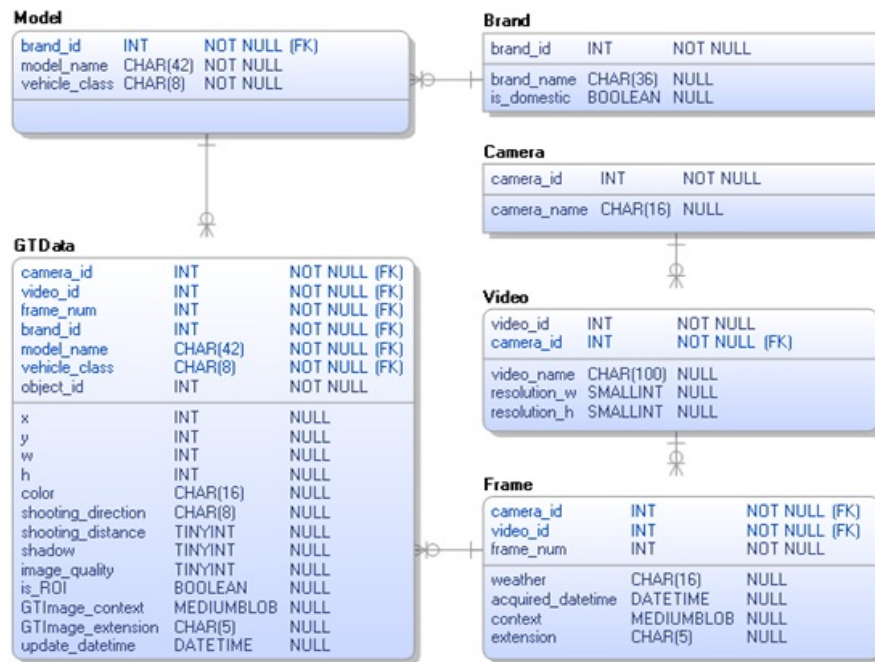 Model
brand_id INT NOT NULL (FK)
model_name CHAR(42) NOT NULL
vehicle_class CHAR(8) NOT NULL
Brand
brand_id INT NOT NULL
brand_name CHAR(36) NULL
is_domestic BOOLEAN NULL
Camera
camera_id INT NOT NULL
camera_name CHAR(16) NULL
GTData
camera_id INT NOT NULL (FK)
video_id INT NOT NULL (FK)
frame_num INT NOT NULL (FK)
brand_id INT NOT NULL (FK)
model_name CHAR(42) NOT NULL (FK)
vehicle_class CHAR(8) NOT NULL (FK)
object_id INT NOT NULL
x INT NULL
y INT NULL
w INT NULL
h INT NULL
color CHAR(16) NULL
shooting_direction CHAR(8) NULL
shooting_distance TINYINT NULL
shadow TINYINT NULL
image_quality TINYINT NULL
is_ROI BOOLEAN NULL
GTImage_context MEDIUMBLOB NULL
GTImage_extension CHAR(5) NULL
update_datetime DATETIME NULL
Video
video_id INT NOT NULL
camera_id INT NOT NULL (FK)
video_name CHAR(100) NULL
resolution_w SMALLINT NULL
resolution_h SMALLINT NULL
Frame
camera_id INT NOT NULL (FK)
video_id INT NOT NULL (FK)
frame_num INT NOT NULL
weather CHAR(16) NULL
acquired_datetime DATETIME NULL
context MEDIUMBLOB NULL
extension CHAR(5) NULL